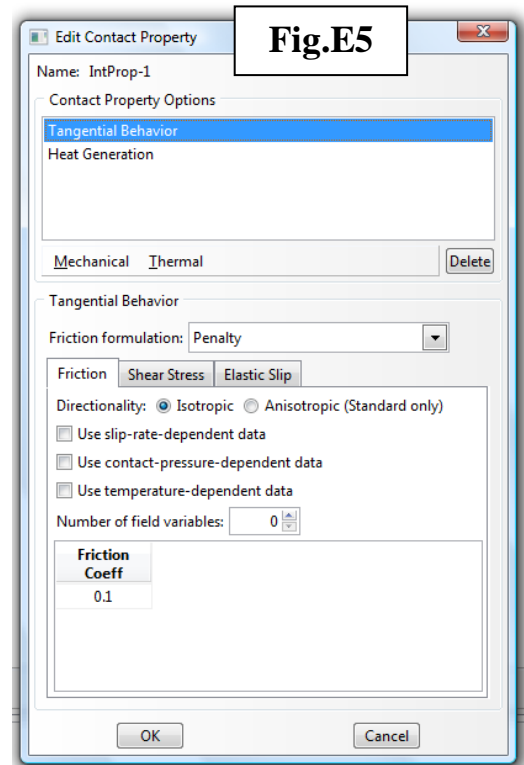 Edit Contact Property
Fig.E5
Name: IntProp-1
Contact Property Options
Tangential Behavior
Heat Generation
Mechanical Thermal Delete
Tangential Behavior
Friction formulation: Penalty
Friction Shear Stress Elastic Slip
Directionality: Isotropic Anisotropic (Standard only)
Use slip-rate-dependent data
Use contact-pressure-dependent data
Use temperature-dependent data
Number of field variables: 0
Friction
Coeff
0.1
OK Cancel